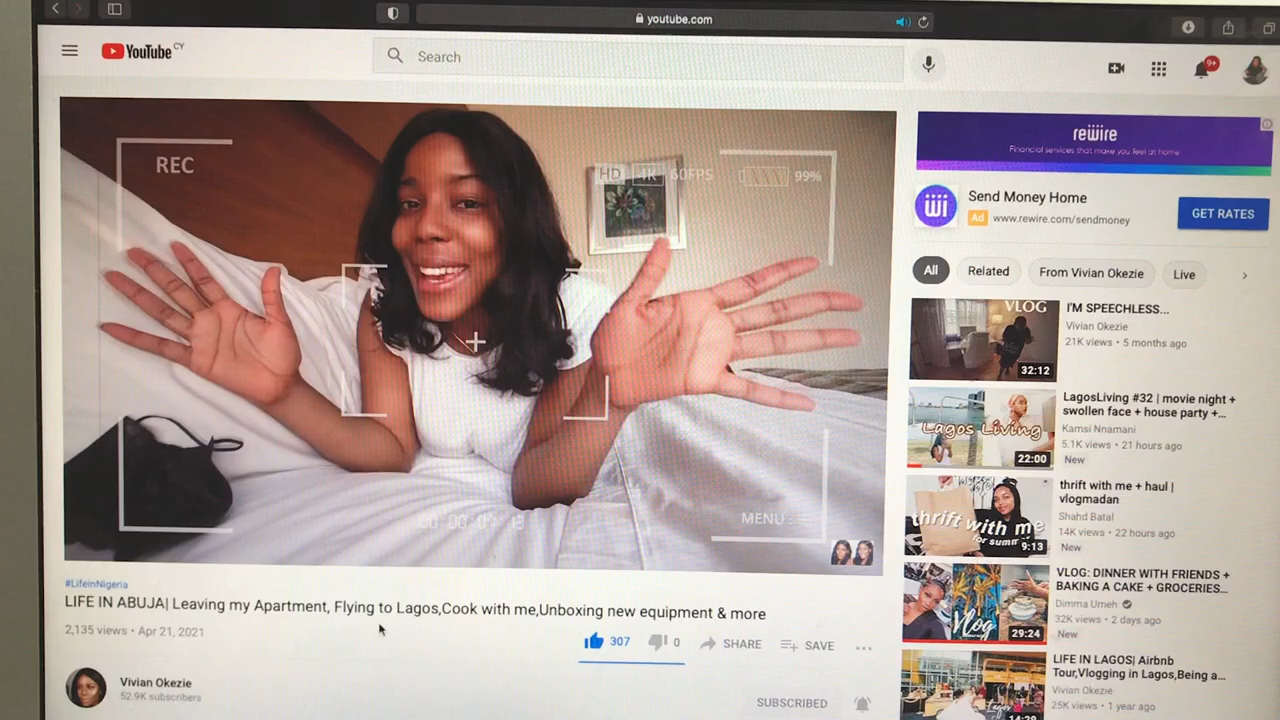 youtube.com
YouTube CY
Search
9+
REC
HD 4K 60FPS
99%
MENU
#LifeinNigeria
LIFE IN ABUJA| Leaving my Apartment, Flying to Lagos,Cook with me,Unboxing new equipment & more
2,135 views • Apr 21, 2021
307
0
SHARE
SAVE
Vivian Okezie
52.9K subscribers
SUBSCRIBED
rewire
Financial services that make you feel at home
Send Money Home
Ad www.rewire.com/sendmoney
GET RATES
All
Related
From Vivian Okezie
Live
VLOG
32:12
I'M SPEECHLESS...
Vivian Okezie
21K views • 5 months ago
Lagos Living
22:00
LagosLiving #32 | movie night +
swollen face + house party +...
Kamsi Nnamani
5.1K views • 21 hours ago
New
thrift with me
for summ
9:13
thrift with me + haul |
vlogmadan
Shahd Batal
14K views • 22 hours ago
New
Vlog
29:24
VLOG: DINNER WITH FRIENDS +
BAKING A CAKE + GROCERIES...
Dimma Umeh
32K views • 2 days ago
New
Lagos
14:29
LIFE IN LAGOS| Airbnb
Tour,Vlogging in Lagos,Being a...
Vivian Okezie
25K views • 1 year ago